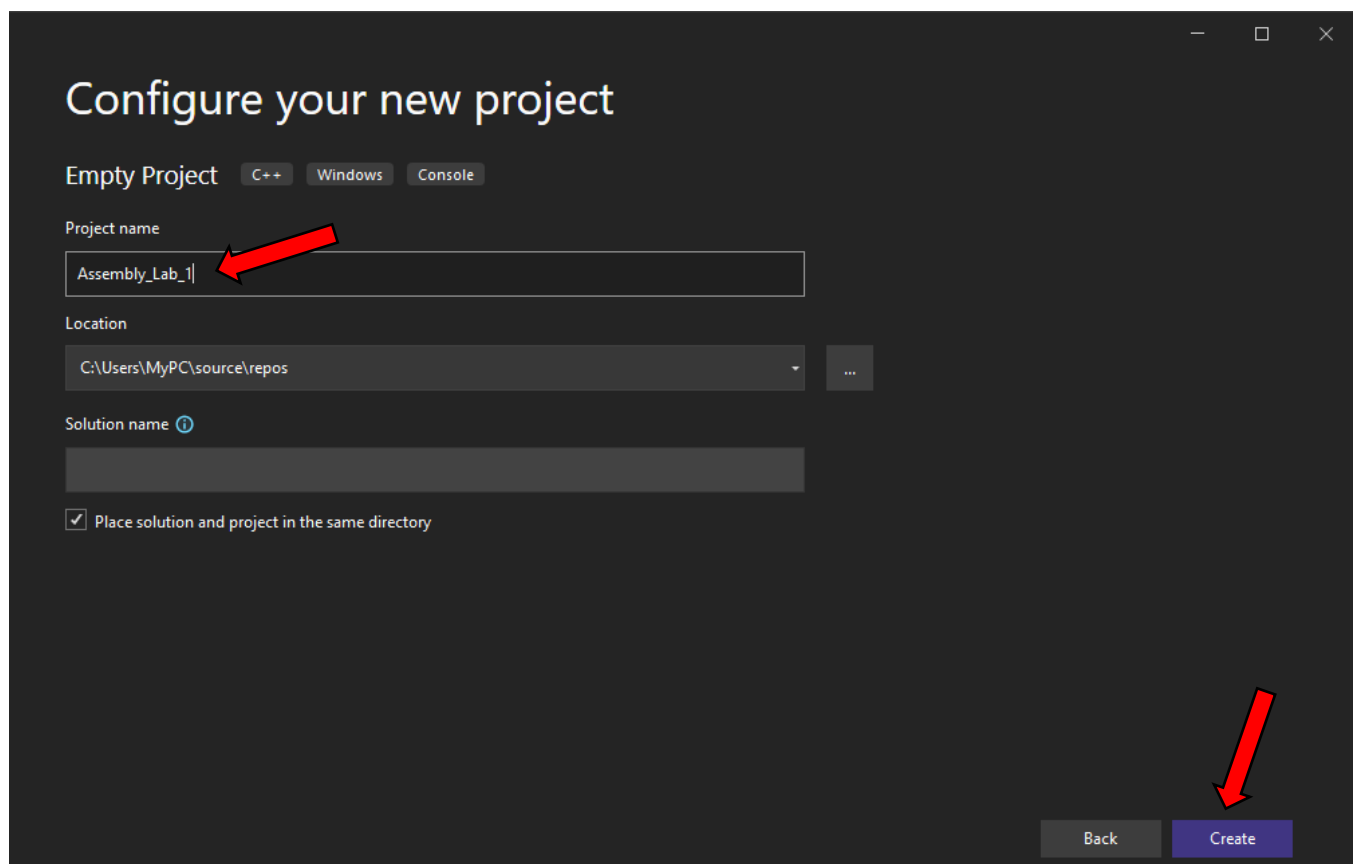 Configure your new project
Empty Project C++ Windows Console
Project name
Assembly_Lab_1
Location
C:\Users\MyPC\source\repos
...
Solution name
Place solution and project in the same directory
Back Create